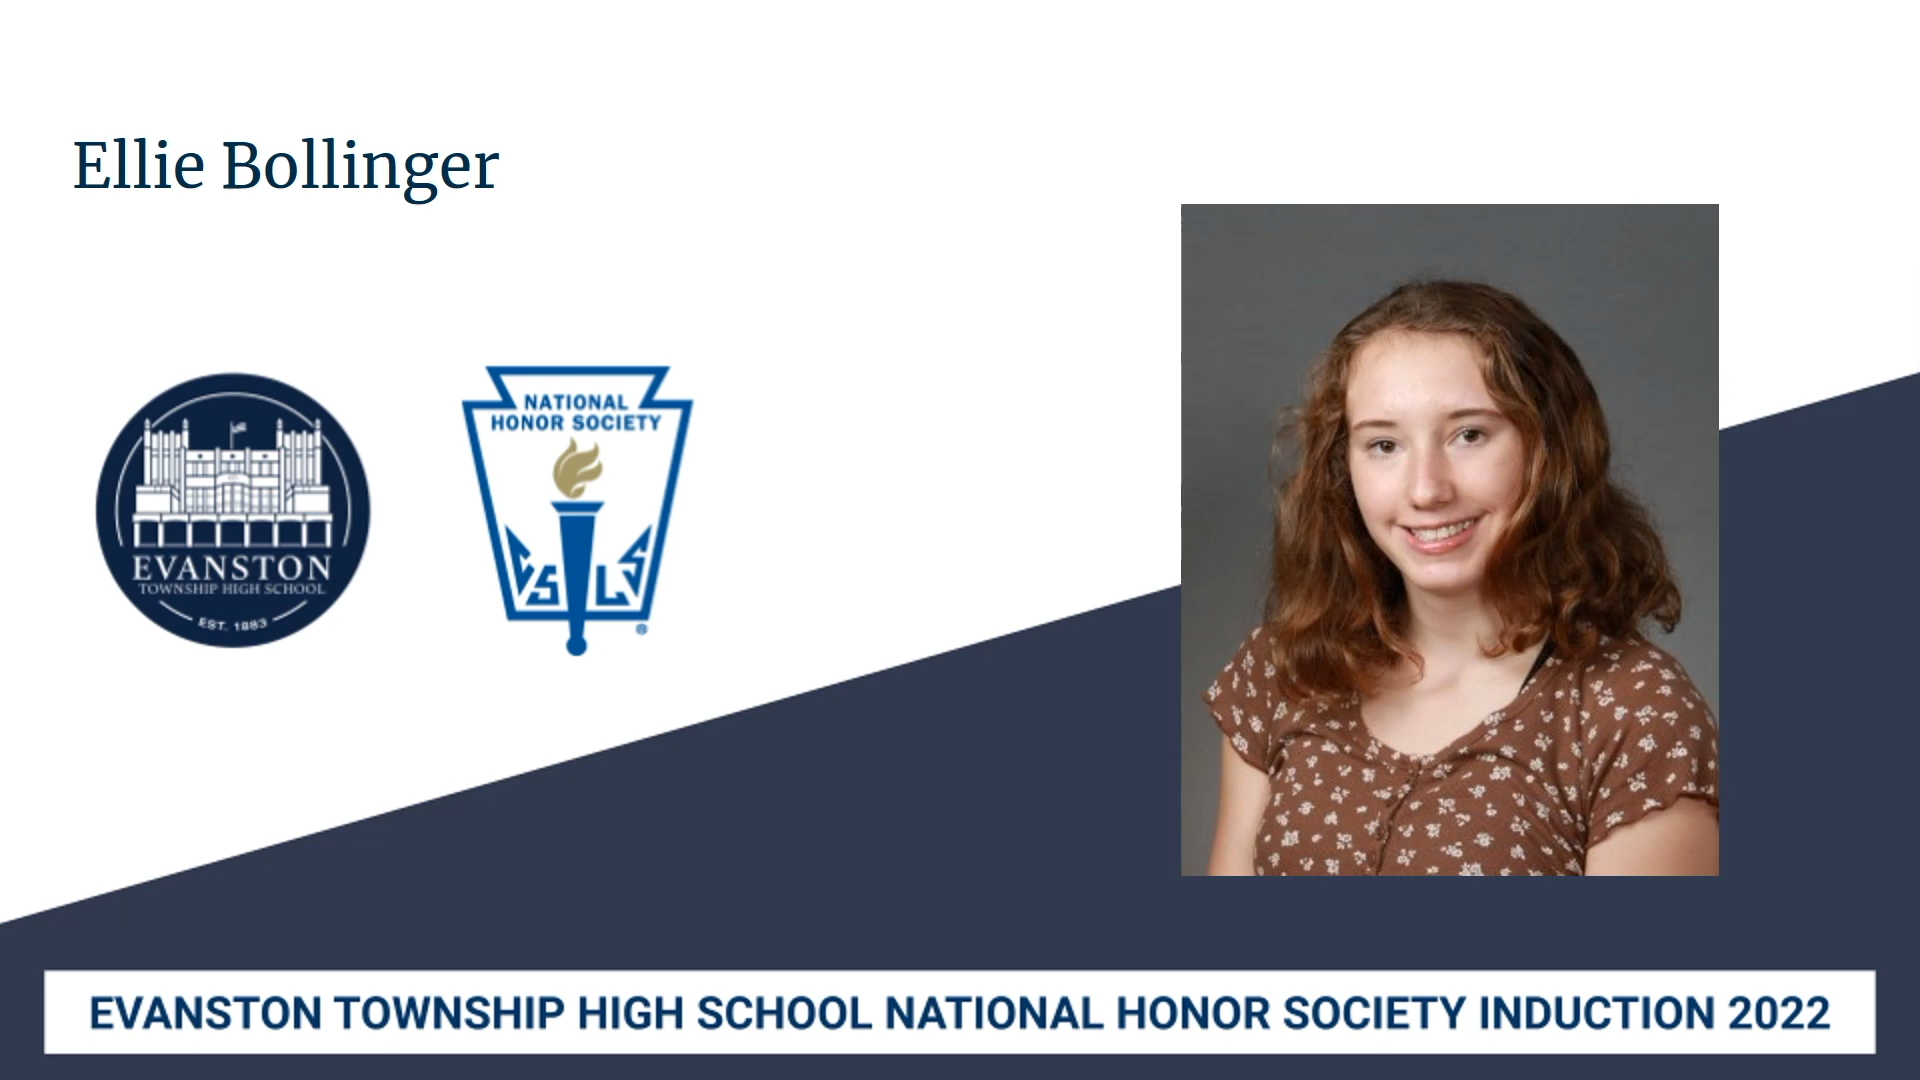 Ellie Bollinger
NATIONAL
HONOR SOCIETY
C S L S
®
EVANSTON
TOWNSHIP HIGH SCHOOL
EST. 1883
EVANSTON TOWNSHIP HIGH SCHOOL NATIONAL HONOR SOCIETY INDUCTION 2022